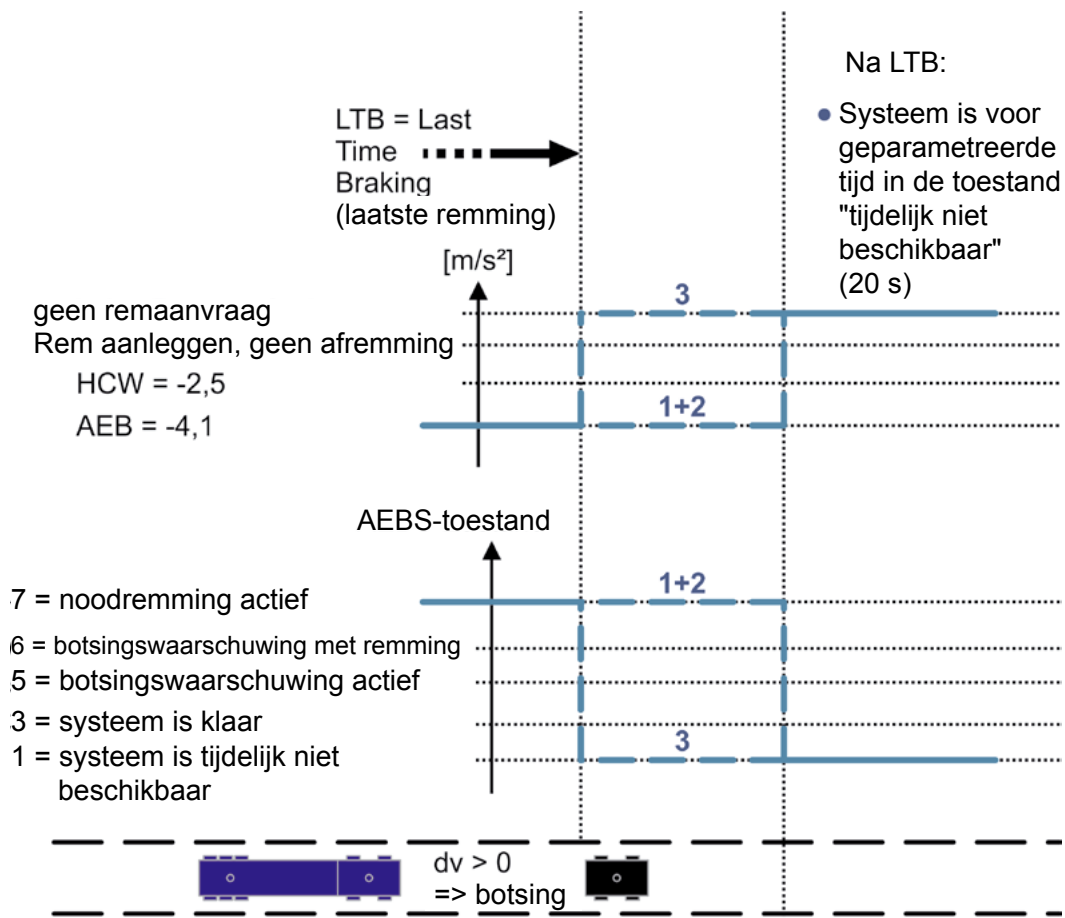 Na LTB:
• Systeem is voor
geparametreerde
tijd in de toestand
"tijdelijk niet
beschikbaar"
(20 s)
LTB = Last
Time
Braking
(laatste remming)
[m/s²]
geen remaanvraag
3
Rem aanleggen, geen afremming
HCW = -2,5
AEB = -4,1
1+2
AEBS-toestand
7 = noodremming actief
1+2
6 = botsingswaarschuwing met remming
5 = botsingswaarschuwing actief
3 = systeem is klaar
1 = systeem is tijdelijk niet
beschikbaar
3
dv > 0
=> botsing